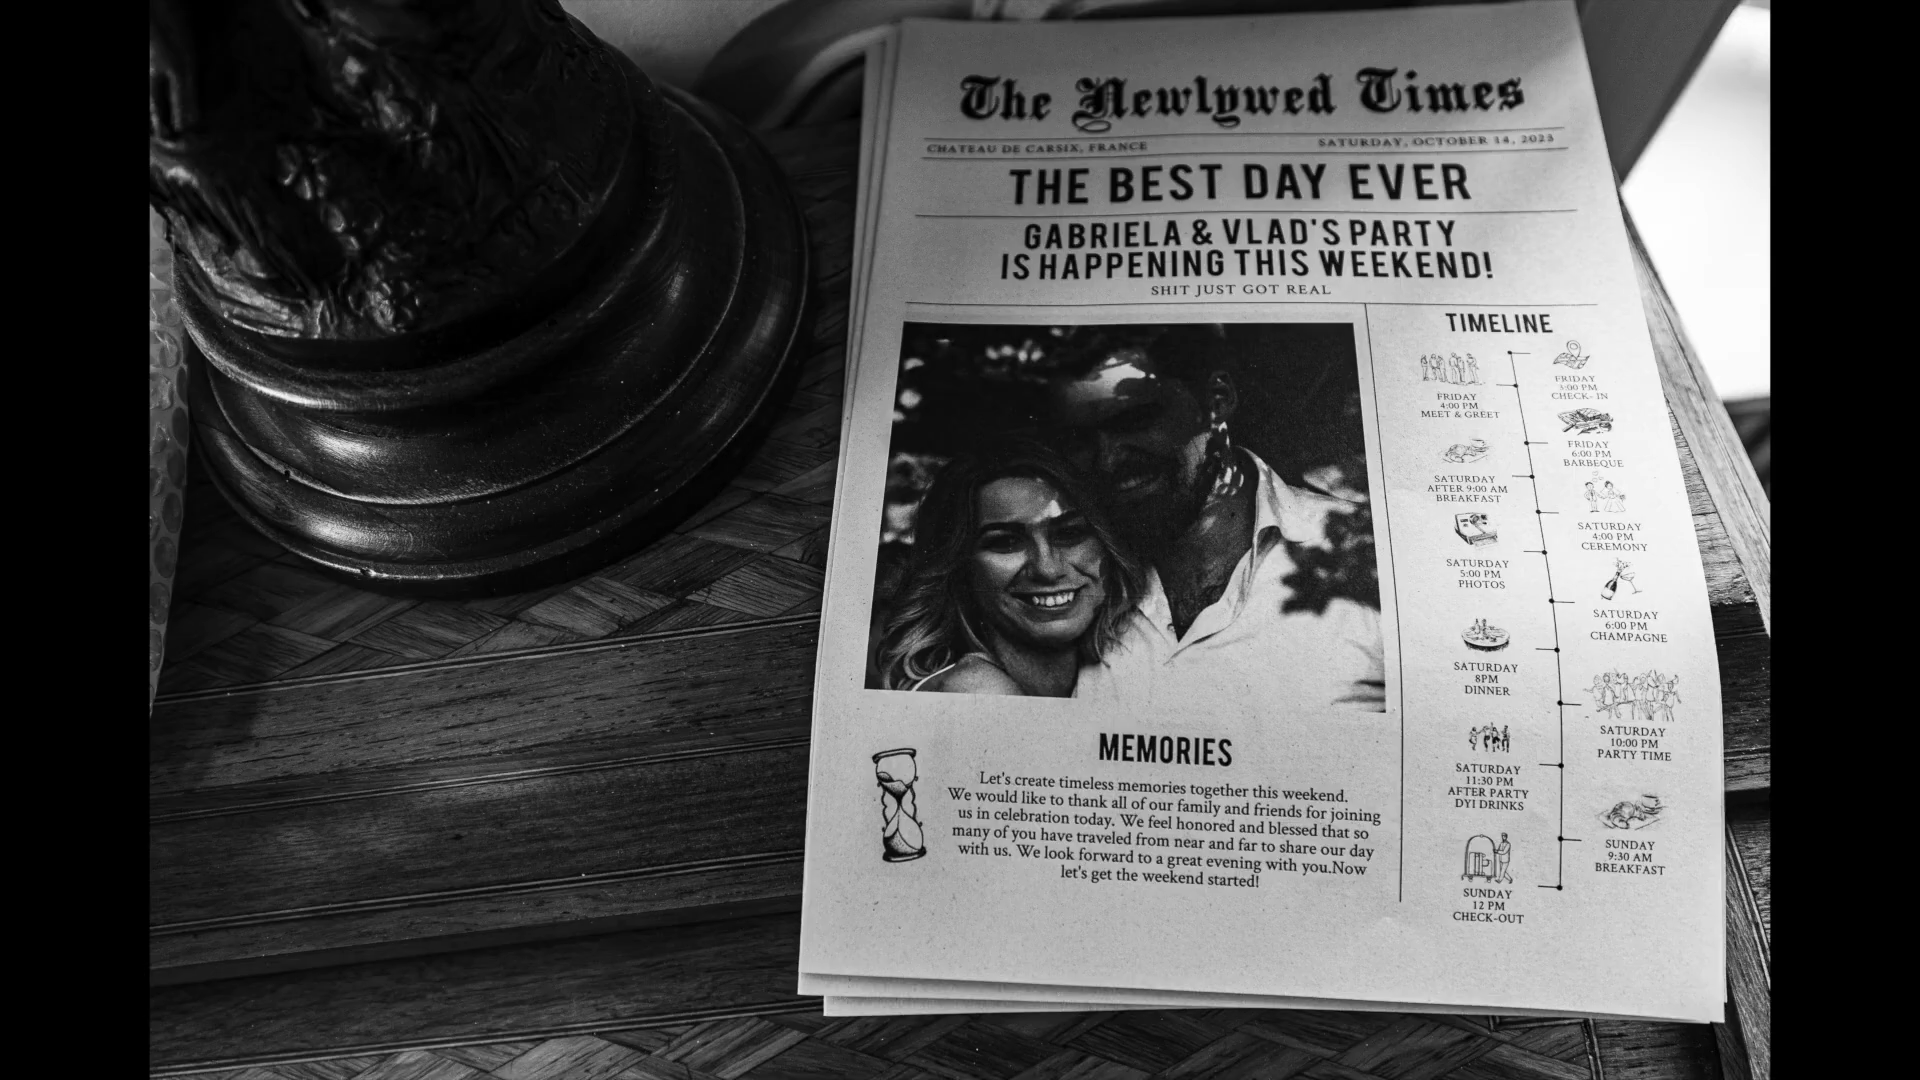 The Newlywed Times
CHATEAU DE CARSIX, FRANCE
SATURDAY, OCTOBER 14, 2023
THE BEST DAY EVER
GABRIELA & VLAD'S PARTY
IS HAPPENING THIS WEEKEND!
SHIT JUST GOT REAL
MEMORIES
Let's create timeless memories together this weekend.
We would like to thank all of our family and friends for joining
us in celebration today. We feel honored and blessed that so
many of you have traveled from near and far to share our day
with us. We look forward to a great evening with you.Now
let's get the weekend started!
TIMELINE
FRIDAY
3:00 PM
CHECK- IN
FRIDAY
4:00 PM
MEET & GREET
FRIDAY
6:00 PM
BARBEQUE
SATURDAY
AFTER 9:00 AM
BREAKFAST
SATURDAY
4:00 PM
CEREMONY
SATURDAY
5:00 PM
PHOTOS
SATURDAY
6:00 PM
CHAMPAGNE
SATURDAY
8PM
DINNER
SATURDAY
10:00 PM
PARTY TIME
SATURDAY
11:30 PM
AFTER PARTY
DYI DRINKS
SUNDAY
9:30 AM
BREAKFAST
SUNDAY
12 PM
CHECK-OUT